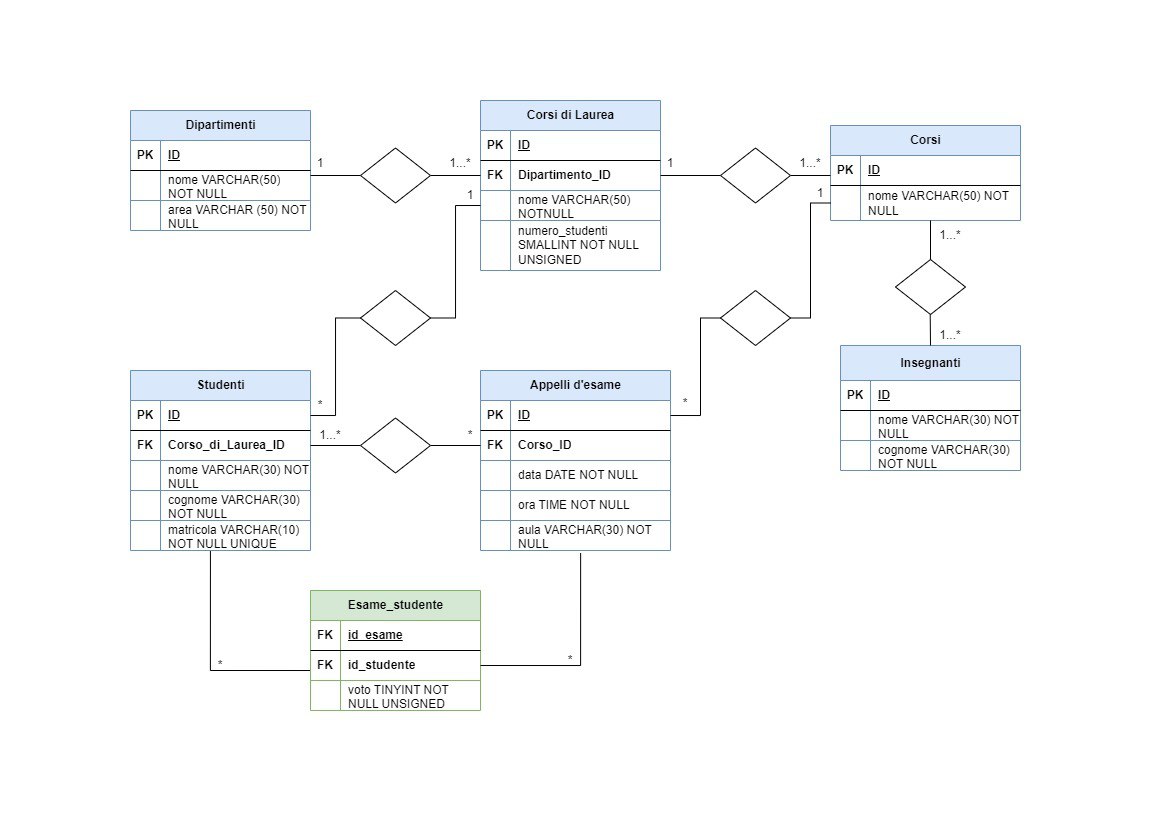 Dipartimenti
PK ID
nome VARCHAR(50)
NOT NULL
area VARCHAR (50) NOT
NULL
1
1...*
Corsi di Laurea
PK ID
FK Dipartimento_ID
nome VARCHAR(50)
NOTNULL
numero_studenti
SMALLINT NOT NULL
UNSIGNED
1
1
1...*
1
Corsi
PK ID
nome VARCHAR(50) NOT
NULL
1...*
1...*
Insegnanti
PK ID
nome VARCHAR(30) NOT
NULL
cognome VARCHAR(30)
NOT NULL
Studenti
PK ID
FK Corso_di_Laurea_ID
nome VARCHAR(30) NOT
NULL
cognome VARCHAR(30)
NOT NULL
matricola VARCHAR(10)
NOT NULL UNIQUE
*
1...*
*
Appelli d'esame
PK ID
FK Corso_ID
data DATE NOT NULL
ora TIME NOT NULL
aula VARCHAR(30) NOT
NULL
*
Esame_studente
FK id_esame
FK id_studente
voto TINYINT NOT
NULL UNSIGNED
*
*